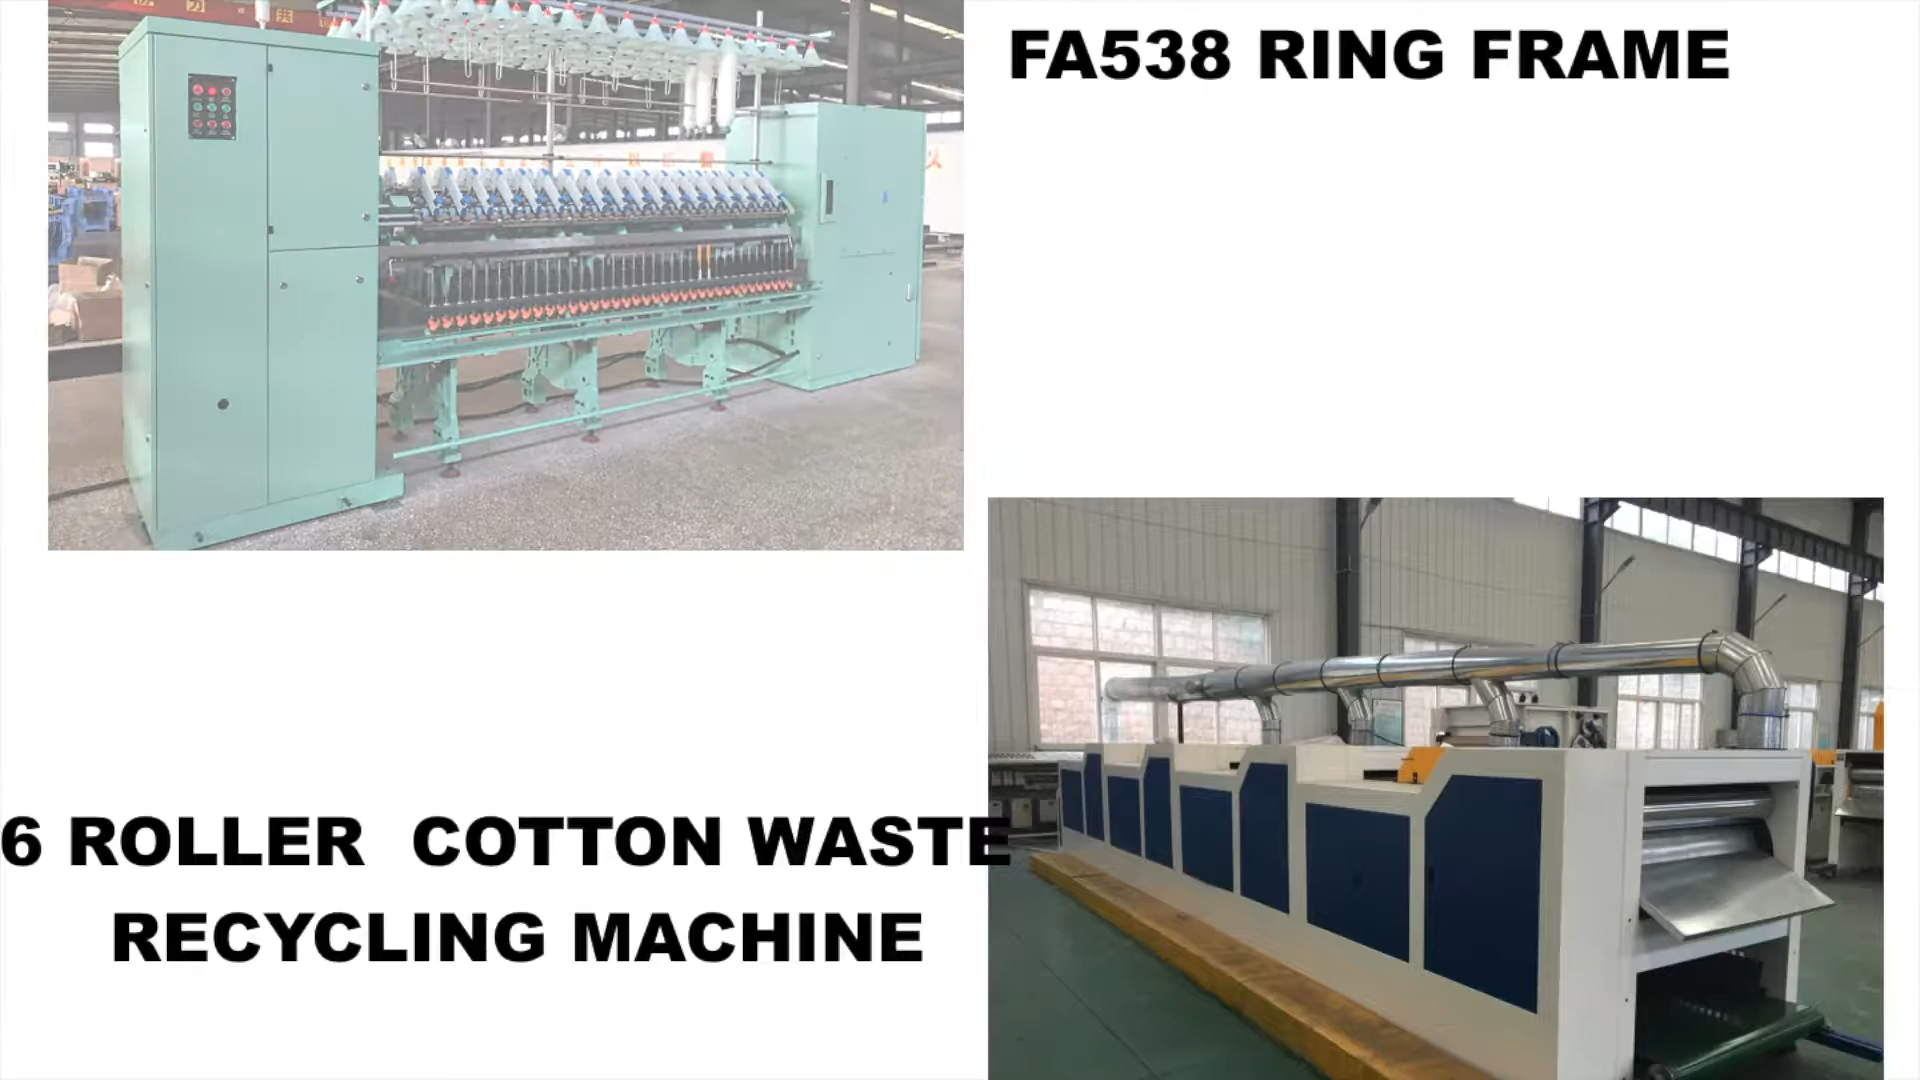 FA538 RING FRAME
6 ROLLER  COTTON WASTE
RECYCLING MACHINE